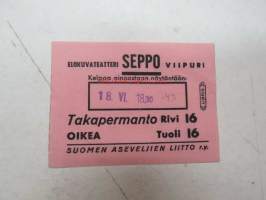 ELOKUVATEATTERI SEPPO VIIPURI
Kelpaa ainoastaan näytäntöön:
18. VI. 18,30 -43
Takapermanto Rivi 16
OIKEA Tuoli 16
SUOMEN ASEVELJIEN LIITTO r.y.